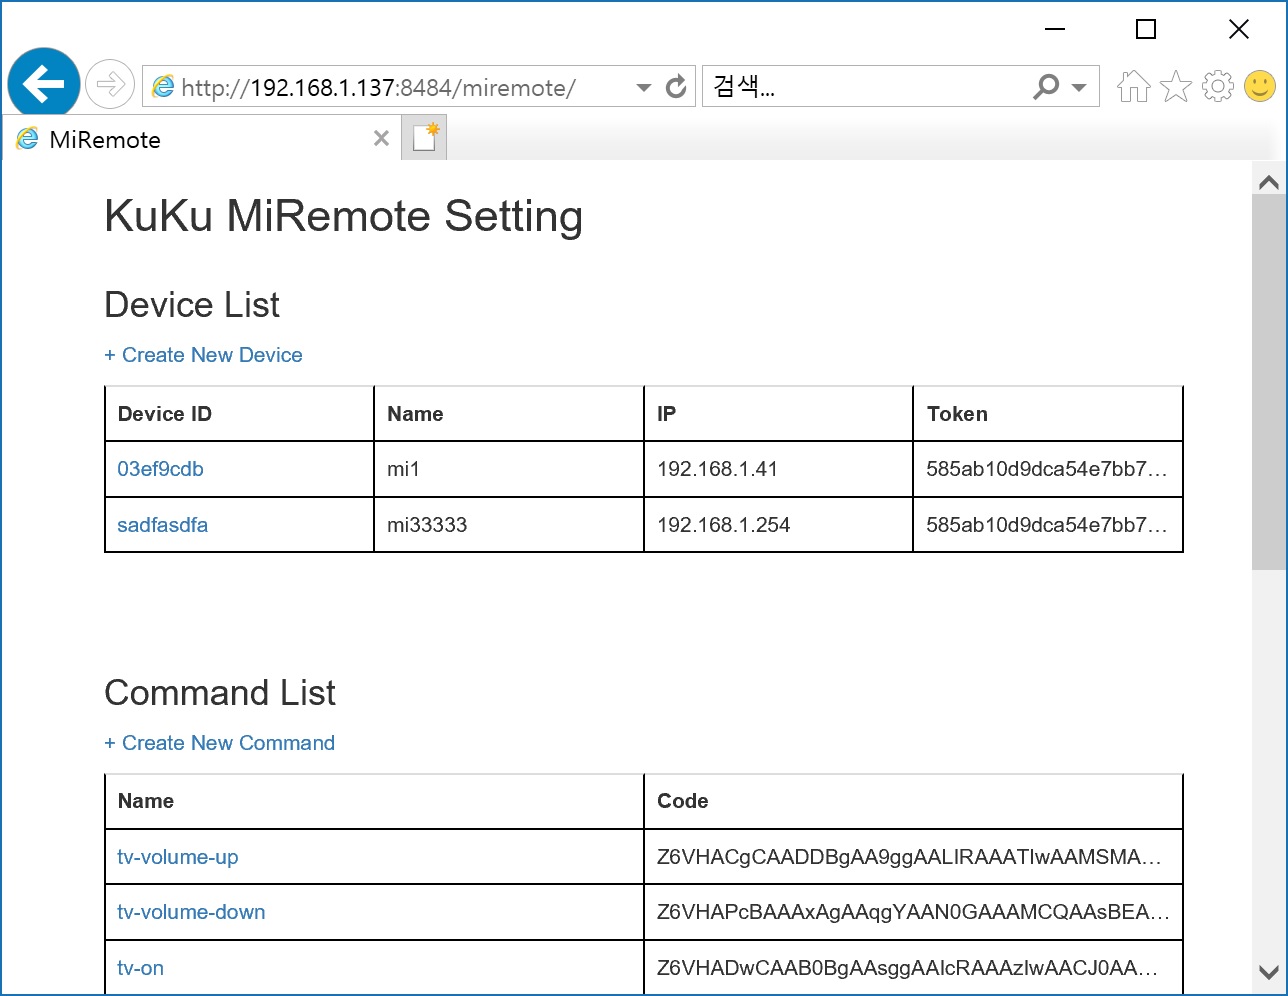 http://192.168.1.137:8484/miremote/
검색...
MiRemote
KuKu MiRemote Setting
Device List
+ Create New Device
Device ID Name IP Token
03ef9cdb mi1 192.168.1.41 585ab10d9dca54e7bb7…
sadfasdfa mi33333 192.168.1.254 585ab10d9dca54e7bb7…
Command List
+ Create New Command
Name Code
tv-volume-up Z6VHACgCAADDBgAA9ggAALIRAAATIwAAMSMA…
tv-volume-down Z6VHAPcBAAAxAgAAqgYAAN0GAAAMCQAAsBEA…
tv-on Z6VHADwCAAB0BgAAsggAAIcRAAAzIwAACJ0AA…